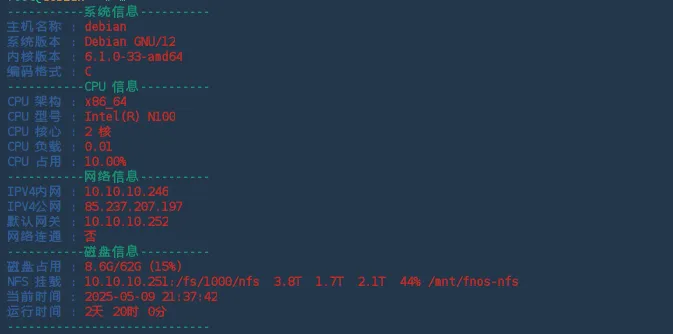 -----------系统信息----------
主机名称 : debian
系统版本 : Debian GNU/12
内核版本 : 6.1.0-33-amd64
编码格式 : C
-----------CPU 信息----------
CPU 架构 : x86_64
CPU 型号 : Intel(R) N100
CPU 核心 : 2 核
CPU 负载 : 0.01
CPU 占用 : 10.00%
-----------网络信息----------
IPV4内网 : 10.10.10.246
IPV4公网 : 85.237.207.197
默认网关 : 10.10.10.252
网络连通 : 否
-----------磁盘信息----------
磁盘占用 : 8.6G/62G (15%)
NFS 挂载 : 10.10.10.251:/fs/1000/nfs 3.8T 1.7T 2.1T 44% /mnt/fnos-nfs
当前时间 : 2025-05-09 21:37:42
运行时间 : 2天 20时 0分
-----------------------------